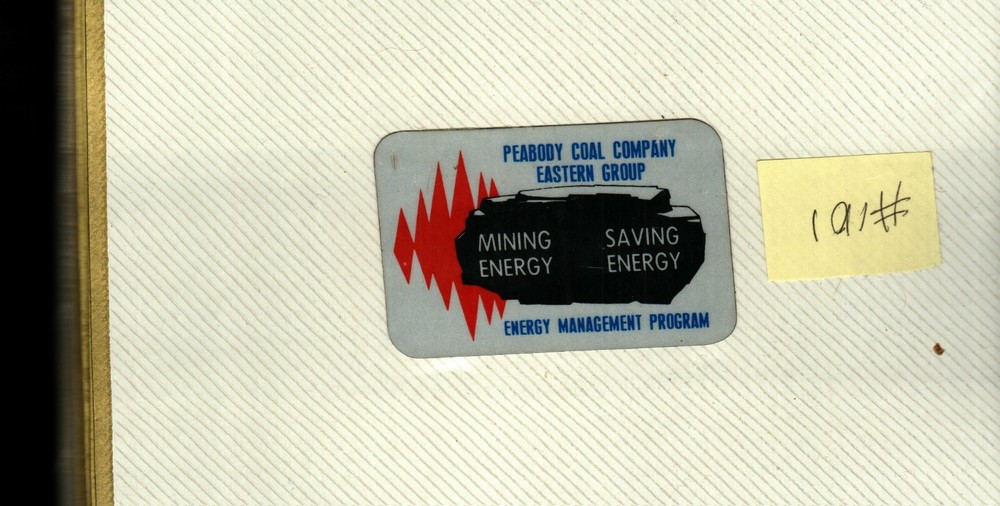 PEABODY COAL COMPANY
EASTERN GROUP
MINING SAVING
ENERGY ENERGY
ENERGY MANAGEMENT PROGRAM
191#